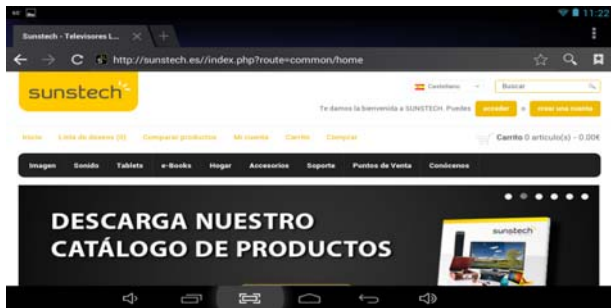 11:22
Sunstech - Televisores L...
http://sunstech.es//index.php?route=common/home
sunstech
Castellano
Buscar
Te damos la bienvenida a SUNSTECH. Puedes acceder o crear una cuenta
Inicio Lista de deseos (0) Comparar productos Mi cuenta Carrito Comprar
Carrito 0 artículo(s) - 0.00€
Imagen Sonido Tablets e-Books Hogar Accesorios Soporte Puntos de Venta Conócenos
DESCARGA NUESTRO
CATÁLOGO DE PRODUCTOS
sunstech